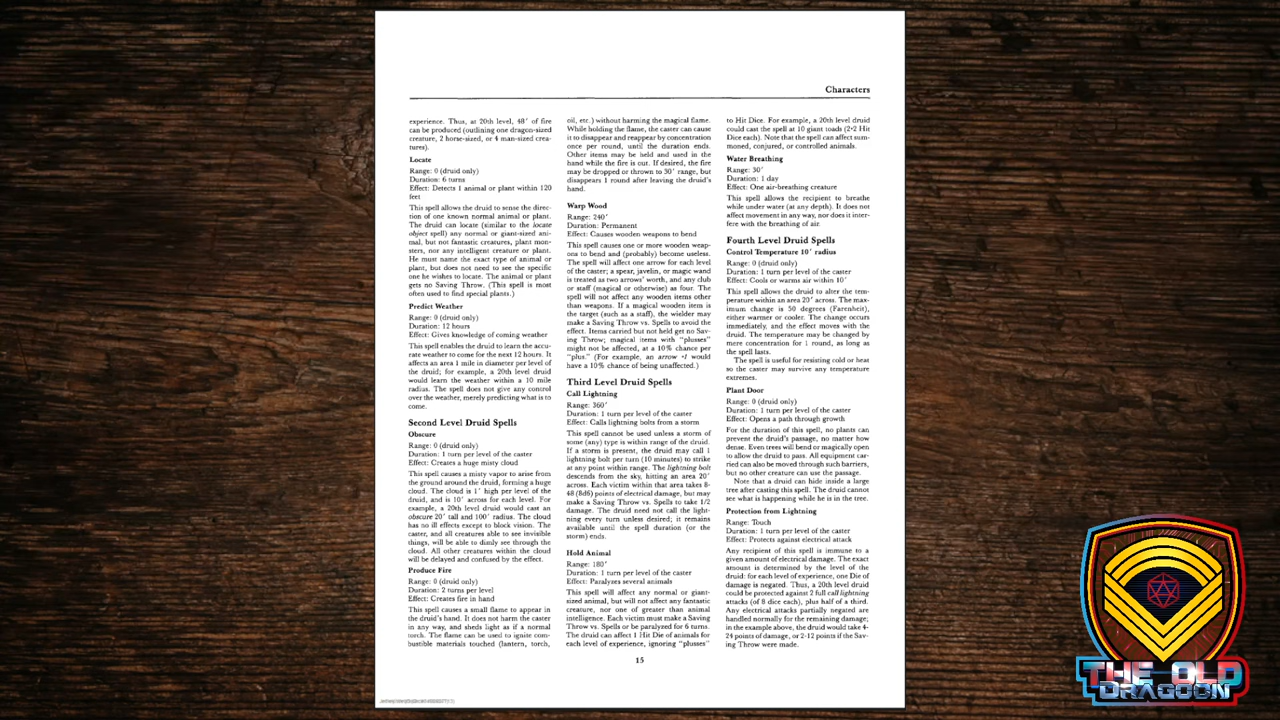 Characters
experience. Thus, at 20th level, 48′ of fire
can be produced (outlining one dragon-sized
creature, 2 horse-sized, or 4 man-sized crea-
tures).
Locate
Range: 0 (druid only)
Duration: 6 turns
Effect: Detects 1 animal or plant within 120
feet
This spell allows the druid to sense the direc-
tion of one known normal animal or plant.
The druid can locate (similar to the locate
object spell) any normal or giant-sized ani-
mal, but not fantastic creatures, plant mon-
sters, nor any intelligent creature or plant.
He must name the exact type of animal or
plant, but does not need to see the specific
one he wishes to locate. The animal or plant
gets no Saving Throw. (This spell is most
often used to find special plants.)
Predict Weather
Range: 0 (druid only)
Duration: 12 hours
Effect: Gives knowledge of coming weather
This spell enables the druid to learn the accu-
rate weather to come for the next 12 hours. It
affects an area 1 mile in diameter per level of
the druid; for example, a 20th level druid
would learn the weather within a 10 mile
radius. The spell does not give any control
over the weather, merely predicting what is to
come.
Second Level Druid Spells
Obscure
Range: 0 (druid only)
Duration: 1 turn per level of the caster
Effect: Creates a huge misty cloud
This spell causes a misty vapor to arise from
the ground around the druid, forming a huge
cloud. The cloud is 1′ high per level of the
druid, and is 10′ across for each level. For
example, a 20th level druid would cast an
obscure 20′ tall and 100′ radius. The cloud
has no ill effects except to block vision. The
caster, and all creatures able to see invisible
things, will be able to dimly see through the
cloud. All other creatures within the cloud
will be delayed and confused by the effect.
Produce Fire
Range: 0 (druid only)
Duration: 2 turns per level
Effect: Creates fire in hand
This spell causes a small flame to appear in
the druid's hand. It does not harm the caster
in any way, and sheds light as if a normal
torch. The flame can be used to ignite com-
bustible materials touched (lantern, torch,
oil, etc.) without harming the magical flame.
While holding the flame, the caster can cause
it to disappear and reappear by concentration
once per round, until the duration ends.
Other items may be held and used in the
hand while the fire is out. If desired, the fire
may be dropped or thrown to 30′ range, but
disappears 1 round after leaving the druid's
hand.
Warp Wood
Range: 240′
Duration: Permanent
Effect: Causes wooden weapons to bend
This spell causes one or more wooden weap-
ons to bend and (probably) become useless.
The spell will affect one arrow for each level
of the caster; a spear, javelin, or magic wand
is treated as two arrows' worth, and any club
or staff (magical or otherwise) as four. The
spell will not affect any wooden items other
than weapons. If a magical wooden item is
the target (such as a staff), the wielder may
make a Saving Throw vs. Spells to avoid the
effect. Items carried but not held get no Sav-
ing Throw; magical items with "plusses"
might not be affected, at a 10% chance per
"plus." (For example, an arrow +1 would
have a 10% chance of being unaffected.)
Third Level Druid Spells
Call Lightning
Range: 360′
Duration: 1 turn per level of the caster
Effect: Calls lightning bolts from a storm
This spell cannot be used unless a storm of
some (any) type is within range of the druid.
If a storm is present, the druid may call 1
lightning bolt per turn (10 minutes) to strike
at any point within range. The lightning bolt
descends from the sky, hitting an area 20′
across. Each victim within that area takes 8-
48 (8d6) points of electrical damage, but may
make a Saving Throw vs. Spells to take 1/2
damage. The druid need not call the light-
ning every turn unless desired; it remains
available until the spell duration (or the
storm) ends.
Hold Animal
Range: 180′
Duration: 1 turn per level of the caster
Effect: Paralyzes several animals
This spell will affect any normal or giant-
sized animal, but will not affect any fantastic
creature, nor one of greater than animal
intelligence. Each victim must make a Saving
Throw vs. Spells or be paralyzed for 6 turns.
The druid can affect 1 Hit Die of animals for
each level of experience, ignoring "plusses"
to Hit Dice. For example, a 20th level druid
could cast the spell at 10 giant toads (2+2 Hit
Dice each). Note that the spell can affect sum-
moned, conjured, or controlled animals.
Water Breathing
Range: 30′
Duration: 1 day
Effect: One air-breathing creature
This spell allows the recipient to breathe
while under water (at any depth). It does not
affect movement in any way, nor does it inter-
fere with the breathing of air.
Fourth Level Druid Spells
Control Temperature 10′ radius
Range: 0 (druid only)
Duration: 1 turn per level of the caster
Effect: Cools or warms air within 10′
This spell allows the druid to alter the tem-
perature within an area 20′ across. The max-
imum change is 50 degrees (Farenheit),
either warmer or cooler. The change occurs
immediately, and the effect moves with the
druid. The temperature may be changed by
mere concentration for 1 round, as long as
the spell lasts.
The spell is useful for resisting cold or heat
so the caster may survive any temperature
extremes.
Plant Door
Range: 0 (druid only)
Duration: 1 turn per level of the caster
Effect: Opens a path through growth
For the duration of this spell, no plants can
prevent the druid's passage, no matter how
dense. Even trees will bend or magically open
to allow the druid to pass. All equipment car-
ried can also be moved through such barriers,
but no other creature can use the passage.
Note that a druid can hide inside a large
tree after casting this spell. The druid cannot
see what is happening while he is in the tree.
Protection from Lightning
Range: Touch
Duration: 1 turn per level of the caster
Effect: Protects against electrical attack
Any recipient of this spell is immune to a
given amount of electrical damage. The exact
amount is determined by the level of the
druid: for each level of experience, one Die of
damage is negated. Thus, a 20th level druid
could be protected against 2 full call lightning
attacks (of 8 dice each), plus half of a third.
Any electrical attacks partially negated are
handled normally for the remaining damage;
in the example above, the druid would take 4-
24 points of damage, or 2-12 points if the Sav-
ing Throw were made.
15
THE OLD
DRAGOON